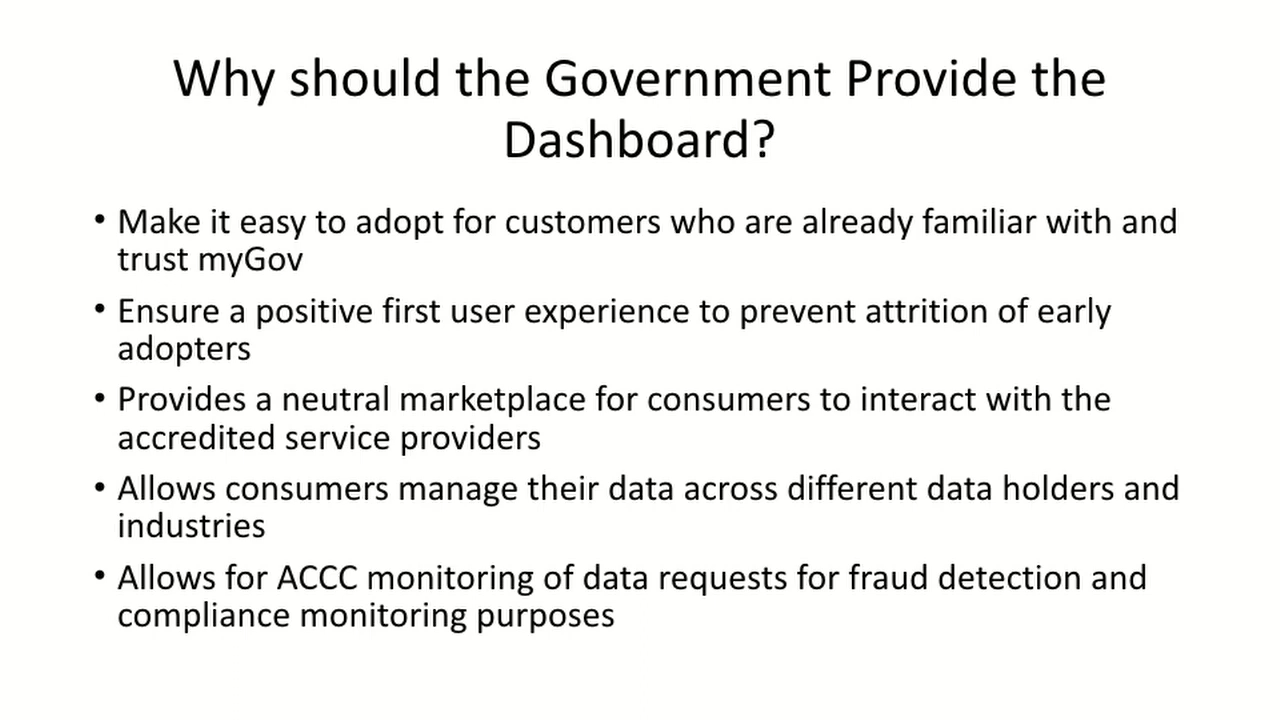 Why should the Government Provide the
Dashboard?
• Make it easy to adopt for customers who are already familiar with and
trust myGov
• Ensure a positive first user experience to prevent attrition of early
adopters
• Provides a neutral marketplace for consumers to interact with the
accredited service providers
• Allows consumers manage their data across different data holders and
industries
• Allows for ACCC monitoring of data requests for fraud detection and
compliance monitoring purposes